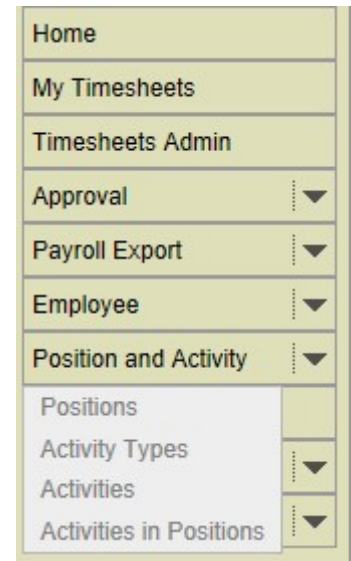 Home
My Timesheets
Timesheets Admin
Approval
Payroll Export
Employee
Position and Activity
Positions
Activity Types
Activities
Activities in Positions